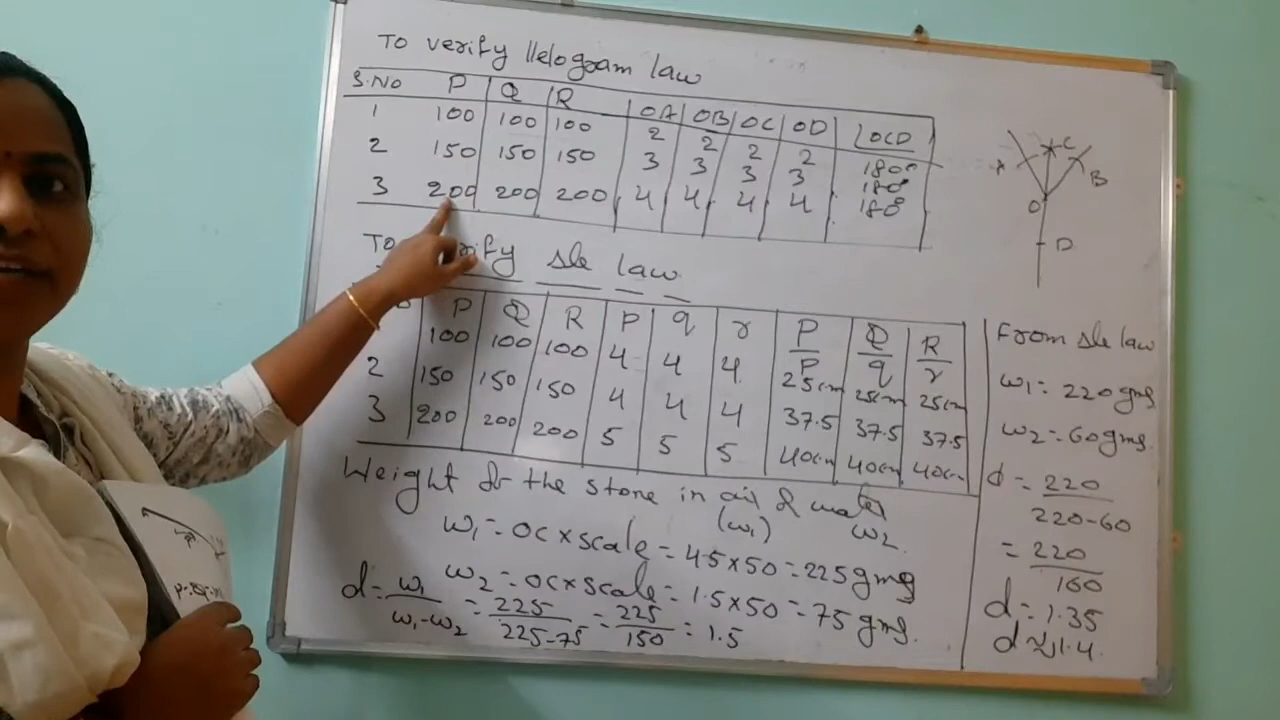 To verify llelogram law
S.No P Q R OA OB OC OD LOCD
1 100 100 100 2 2 2 2 180°
2 150 150 150 3 3 3 3 180°
3 200 200 200 4 4 4 4 180°
A C B O D
To verify sle law
P Q R p q r P/p Q/q R/r
100 100 100 4 4 4 25cm 25cm 25cm
2 150 150 150 4 4 4 37.5 37.5 37.5
3 200 200 200 5 5 5 40cm 40cm 40cm
Weight of the stone in air & water
(w1) w2.
w1 = OC x scale = 4.5 x 50 = 225 gmg
w2 = OC x scale = 1.5 x 50 = 75 gms.
d = w1/w1-w2 = 225/225-75 = 225/150 = 1.5
From sle law
w1 = 220 gms
w2 = 60 gms.
d = 220/220-60
= 220/160
d = 1.35
d ≈ 1.4.